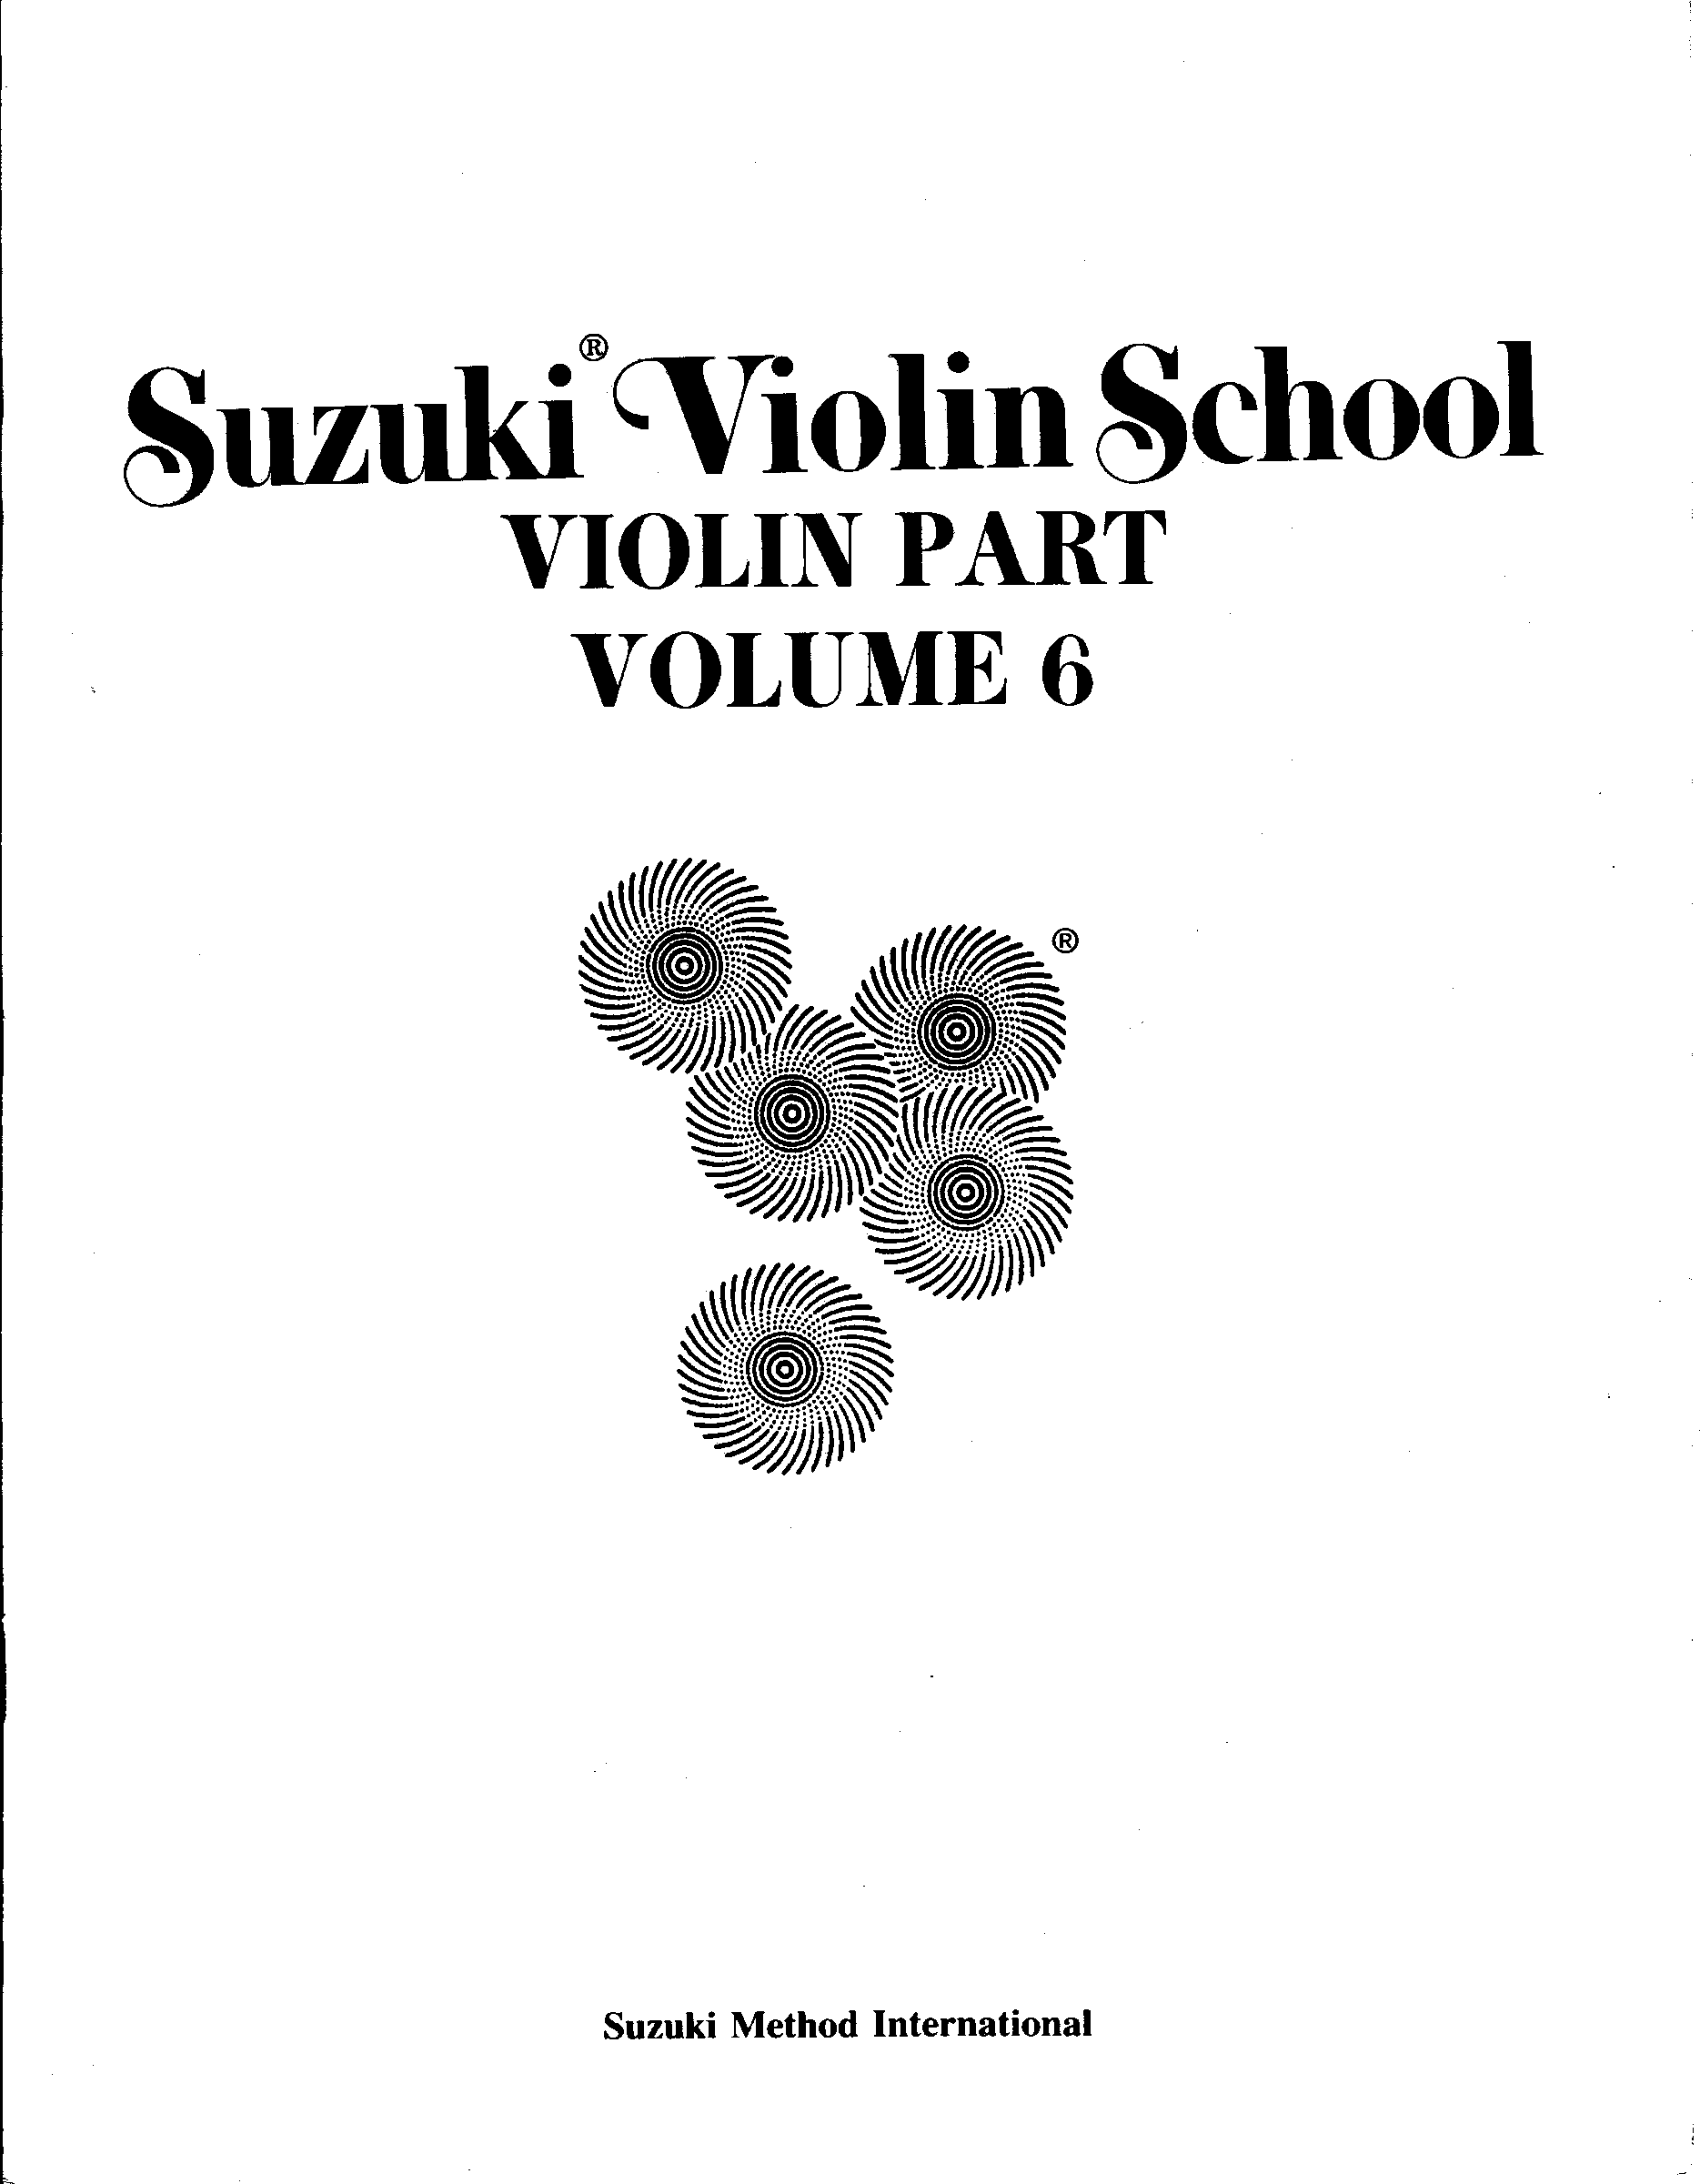 Suzuki® Violin School
VIOLIN PART
VOLUME 6
®
Suzuki Method International